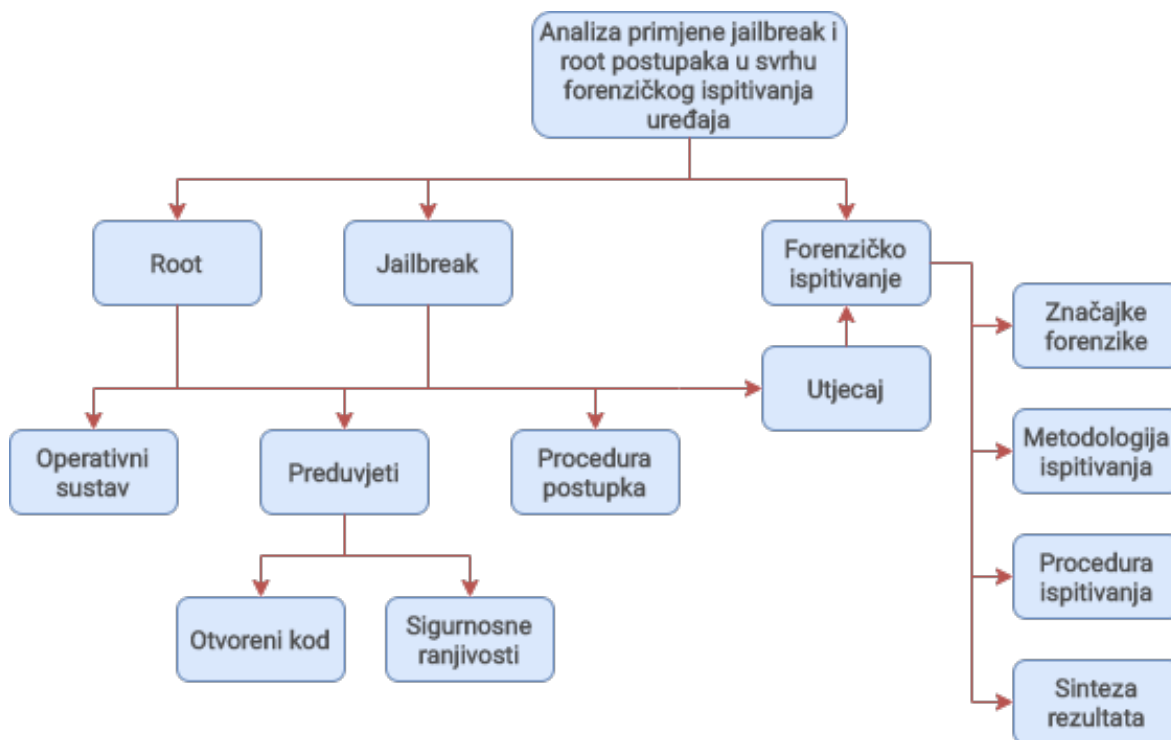 Analiza primjene jailbreak i
root postupaka u svrhu
forenzičkog ispitivanja
uređaja
Root
Jailbreak
Forenzičko
ispitivanje
Značajke
forenzike
Utjecaj
Operativni
sustav
Preduvjeti
Procedura
postupka
Metodologija
ispitivanja
Otvoreni kod
Sigurnosne
ranjivosti
Procedura
ispitivanja
Sinteza
rezultata